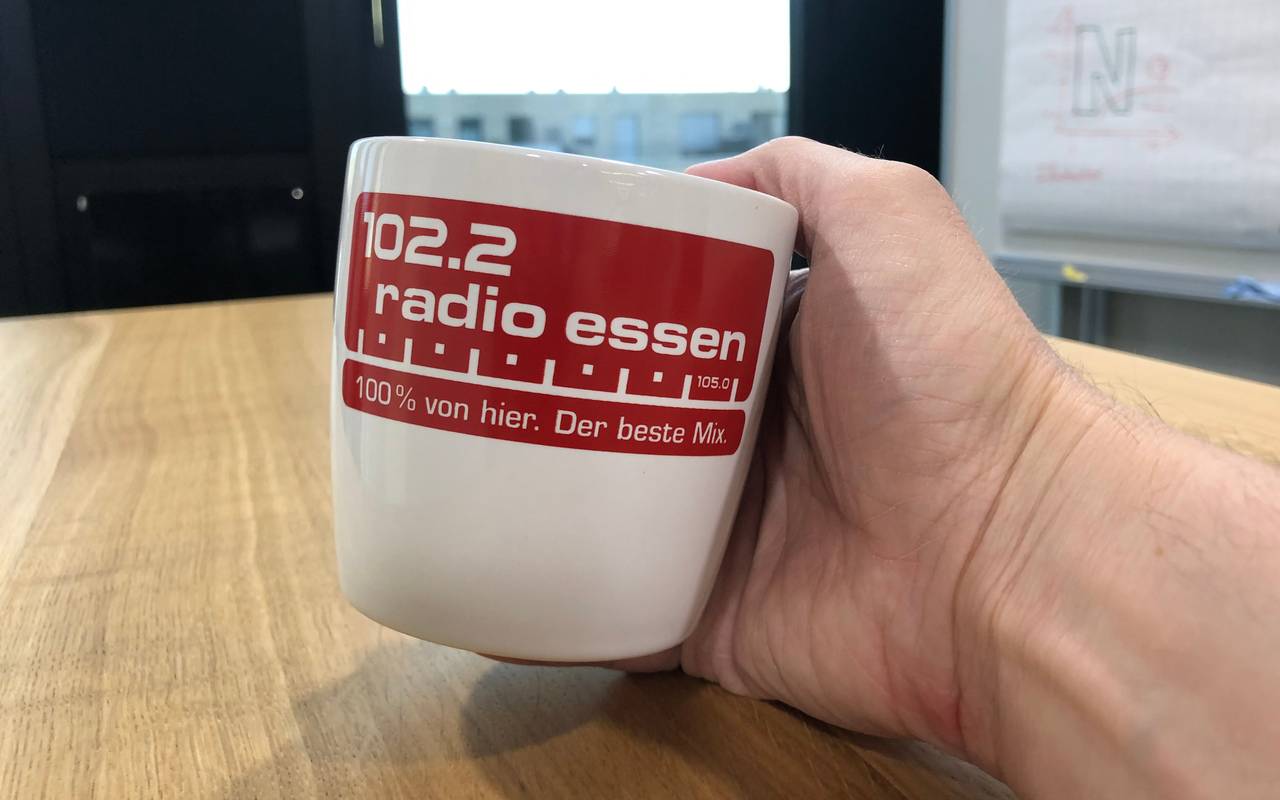 102.2
radio essen
105.0
100% von hier. Der beste Mix.
N